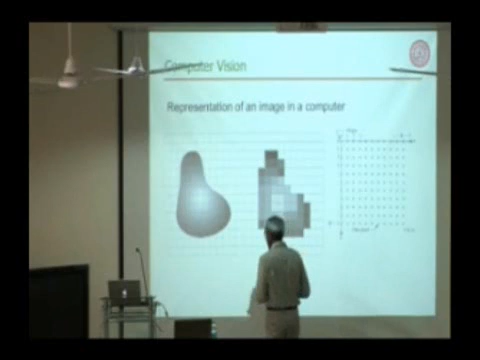 Computer Vision
Representation of an image in a computer